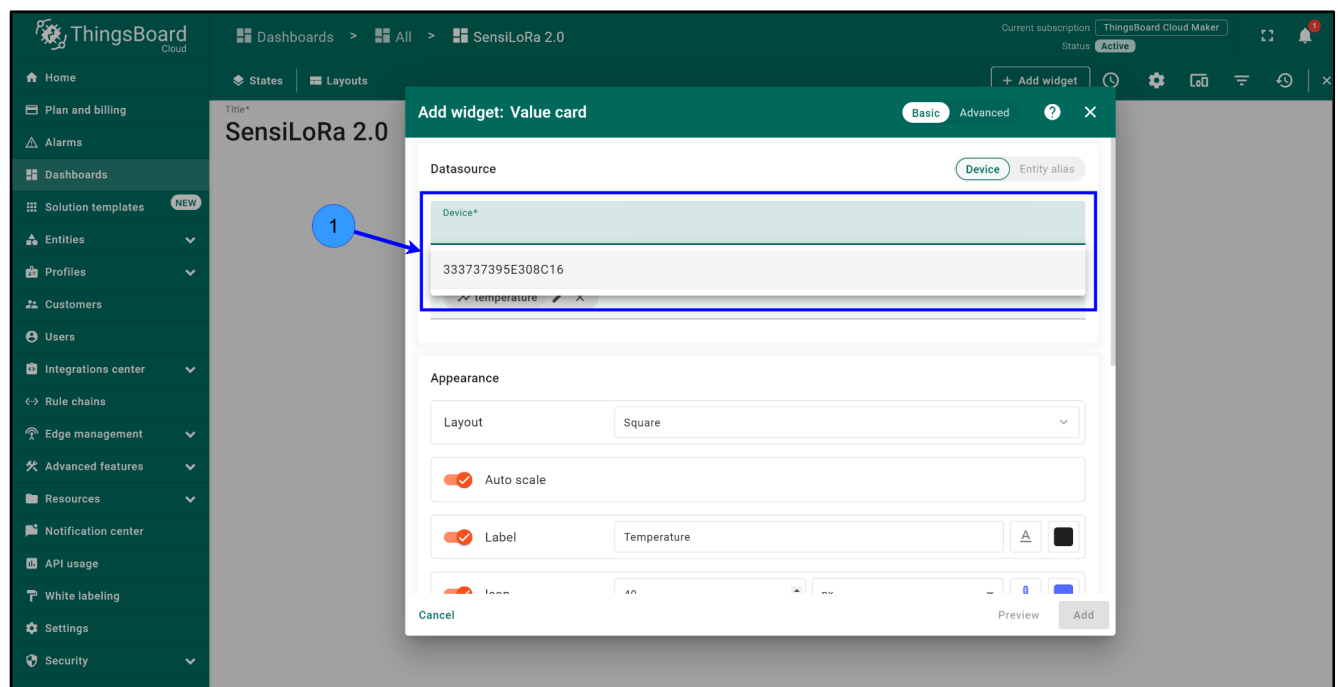 ThingsBoard
Cloud
Dashboards > All > SensiLoRa 2.0
Current subscription ThingsBoard Cloud Maker
Status Active
1
Home
States Layouts
+ Add widget
Plan and billing
Title*
SensiLoRa 2.0
Alarms
Dashboards
Solution templates NEW
Entities
Profiles
Customers
Users
Integrations center
Rule chains
Edge management
Advanced features
Resources
Notification center
API usage
White labeling
Settings
Security
Add widget: Value card
Basic Advanced
Datasource
Device Entity alias
1
Device*
333737395E308C16
temperature
Appearance
Layout Square
Auto scale
Label Temperature
Icon 40 px
Cancel
Preview Add